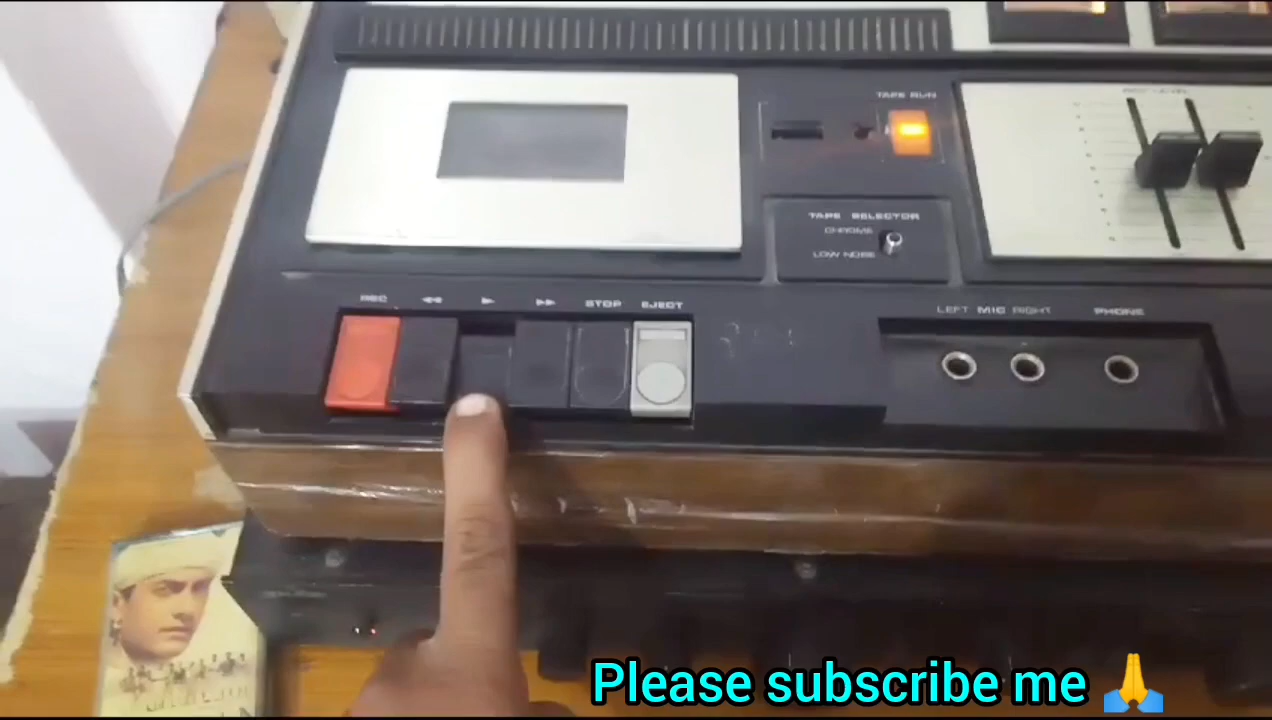 TAPE RUN
TAPE SELECTOR
CHROME
LOW NOISE
REC ◀◀ ▶ ▶▶ STOP EJECT
LEFT MIC RIGHT PHONE
Please subscribe me 🙏